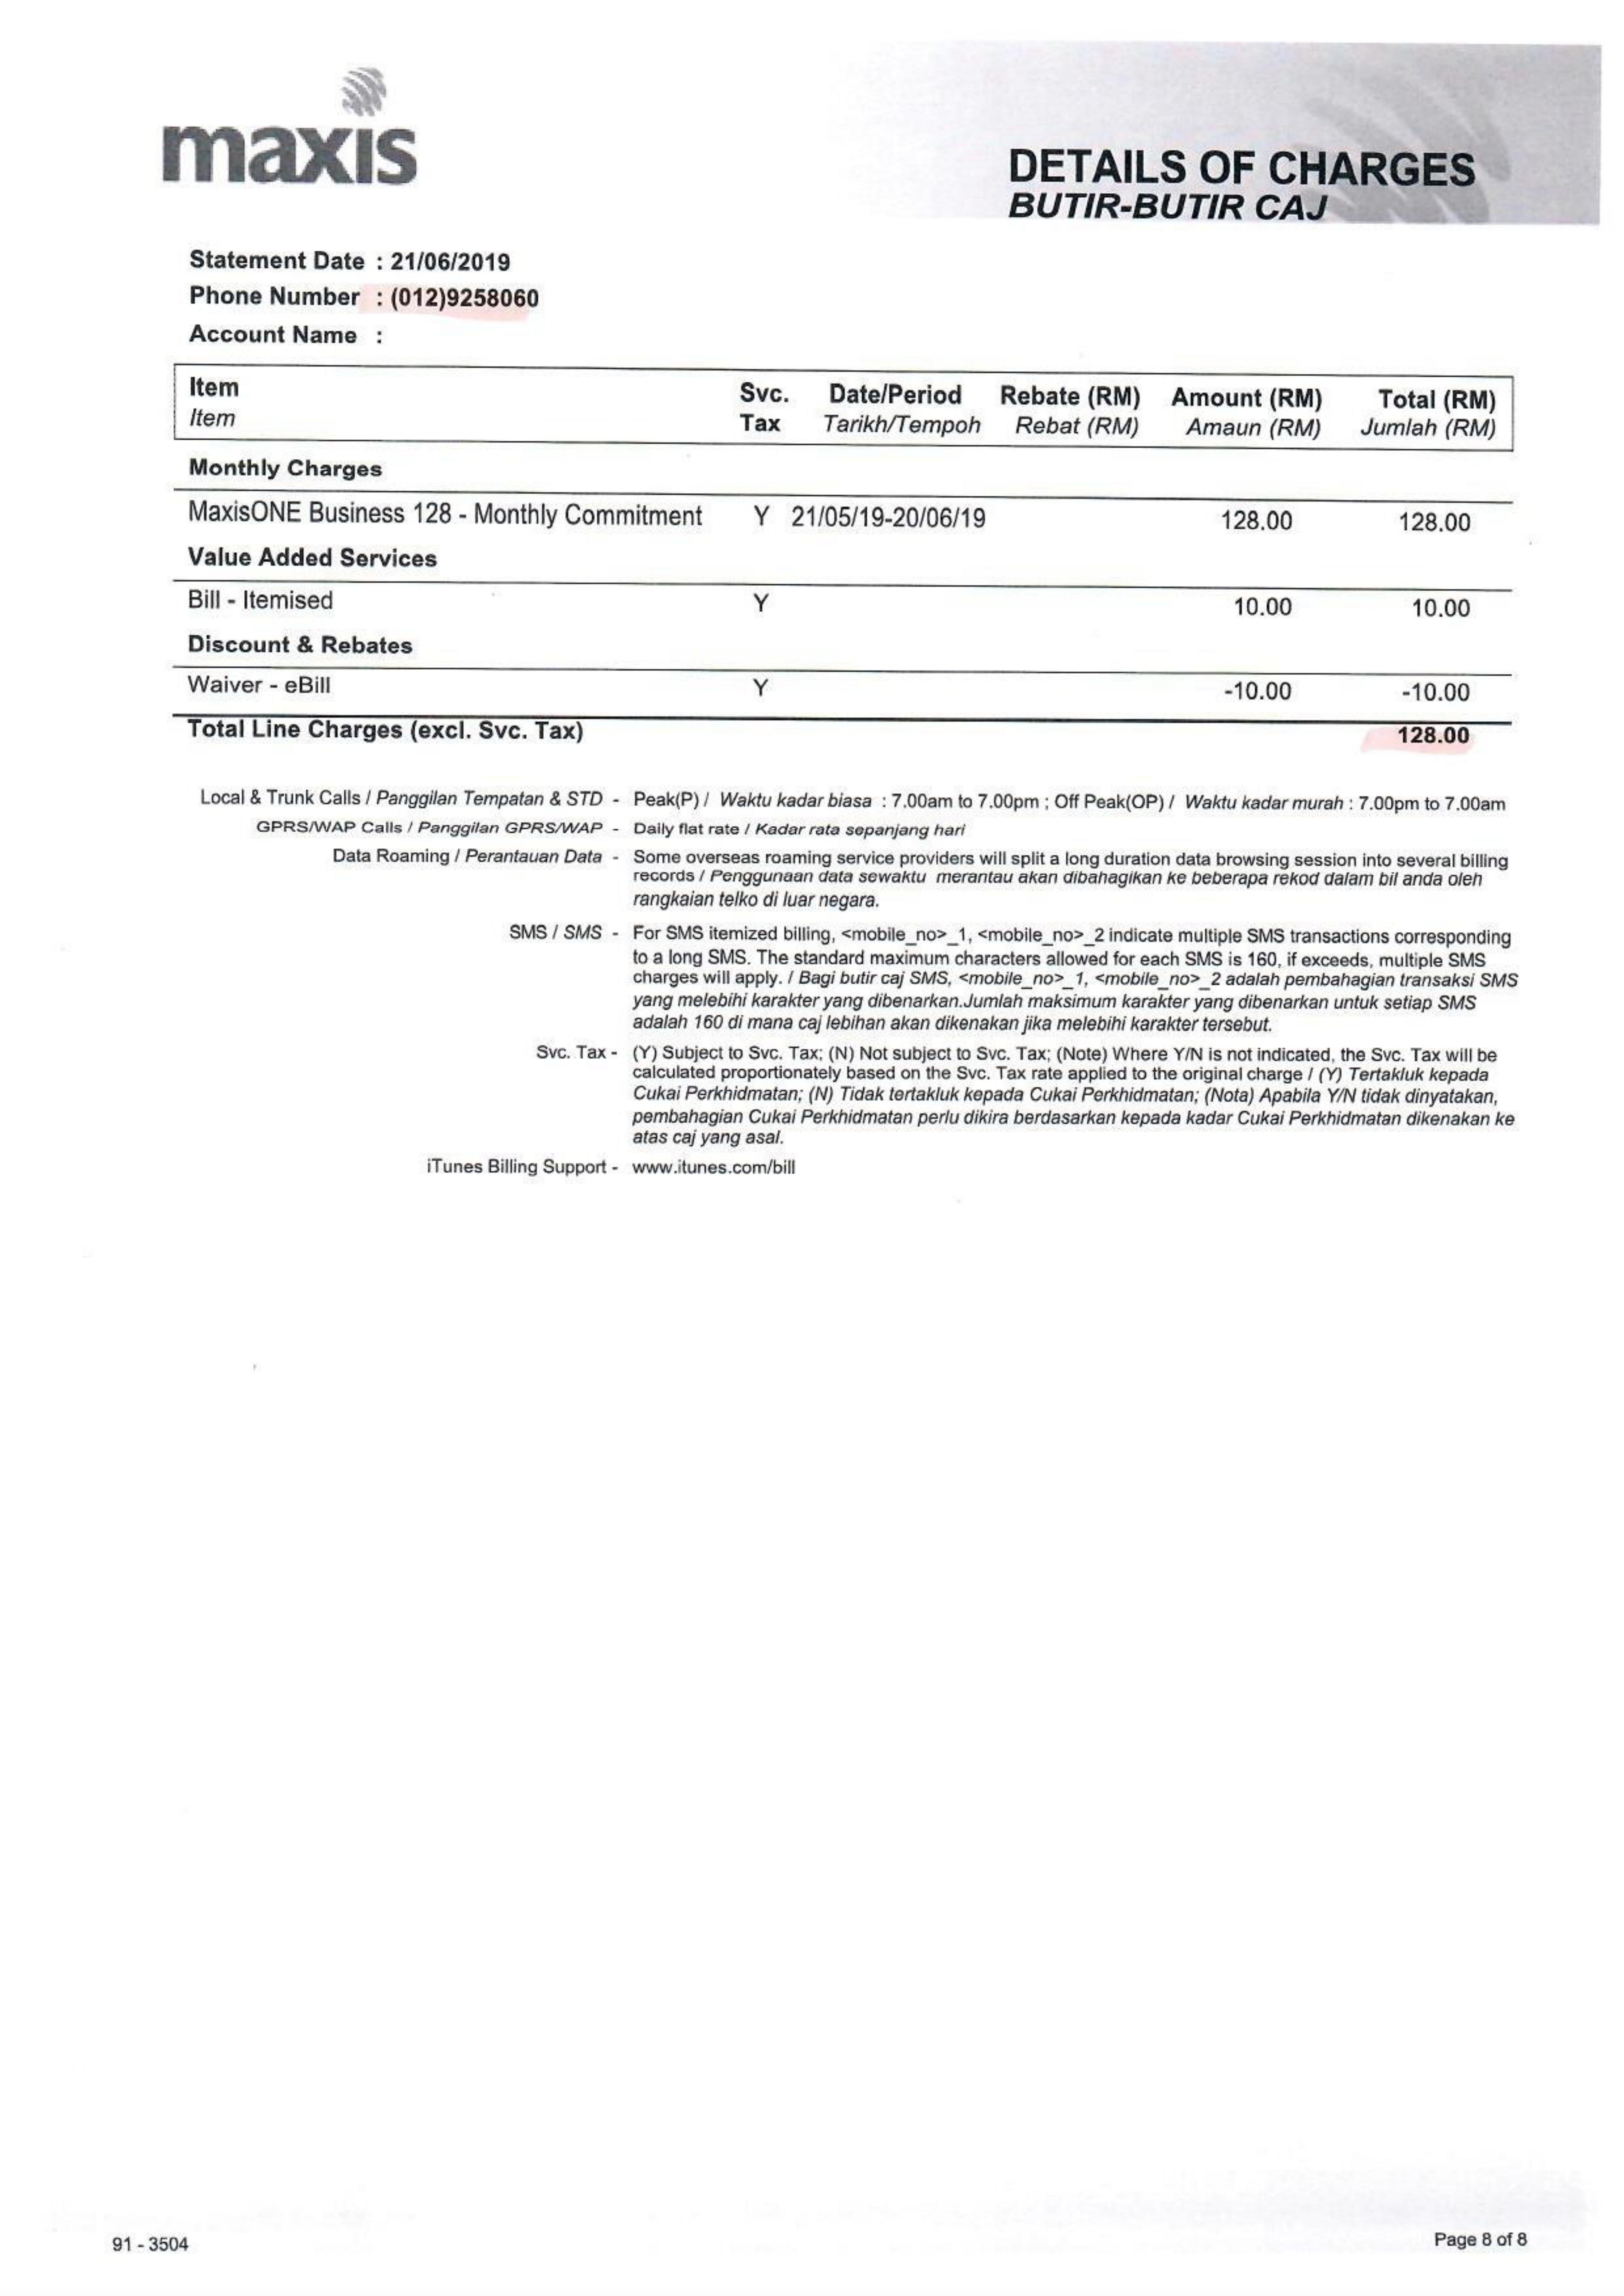 maxis
DETAILS OF CHARGES
BUTIR-BUTIR CAJ
Statement Date : 21/06/2019
Phone Number : (012)9258060
Account Name :
Item Svc. Date/Period Rebate (RM) Amount (RM) Total (RM)
Item Tax Tarikh/Tempoh Rebat (RM) Amaun (RM) Jumlah (RM)
Monthly Charges
MaxisONE Business 128 - Monthly Commitment Y 21/05/19-20/06/19 128.00 128.00
Value Added Services
Bill - Itemised Y 10.00 10.00
Discount & Rebates
Waiver - eBill Y -10.00 -10.00
Total Line Charges (excl. Svc. Tax) 128.00
Local & Trunk Calls / Panggilan Tempatan & STD - Peak(P) / Waktu kadar biasa : 7.00am to 7.00pm ; Off Peak(OP) / Waktu kadar murah : 7.00pm to 7.00am
GPRS/WAP Calls / Panggilan GPRS/WAP - Daily flat rate / Kadar rata sepanjang hari
Data Roaming / Perantauan Data - Some overseas roaming service providers will split a long duration data browsing session into several billing
records / Penggunaan data sewaktu merantau akan dibahagikan ke beberapa rekod dalam bil anda oleh
rangkaian telko di luar negara.
SMS / SMS - For SMS itemized billing, <mobile_no>_1, <mobile_no>_2 indicate multiple SMS transactions corresponding
to a long SMS. The standard maximum characters allowed for each SMS is 160, if exceeds, multiple SMS
charges will apply. / Bagi butir caj SMS, <mobile_no>_1, <mobile_no>_2 adalah pembahagian transaksi SMS
yang melebihi karakter yang dibenarkan.Jumlah maksimum karakter yang dibenarkan untuk setiap SMS
adalah 160 di mana caj lebihan akan dikenakan jika melebihi karakter tersebut.
Svc. Tax - (Y) Subject to Svc. Tax; (N) Not subject to Svc. Tax; (Note) Where Y/N is not indicated, the Svc. Tax will be
calculated proportionately based on the Svc. Tax rate applied to the original charge / (Y) Tertakluk kepada
Cukai Perkhidmatan; (N) Tidak tertakluk kepada Cukai Perkhidmatan; (Nota) Apabila Y/N tidak dinyatakan,
pembahagian Cukai Perkhidmatan perlu dikira berdasarkan kepada kadar Cukai Perkhidmatan dikenakan ke
atas caj yang asal.
iTunes Billing Support - www.itunes.com/bill
91 - 3504
Page 8 of 8